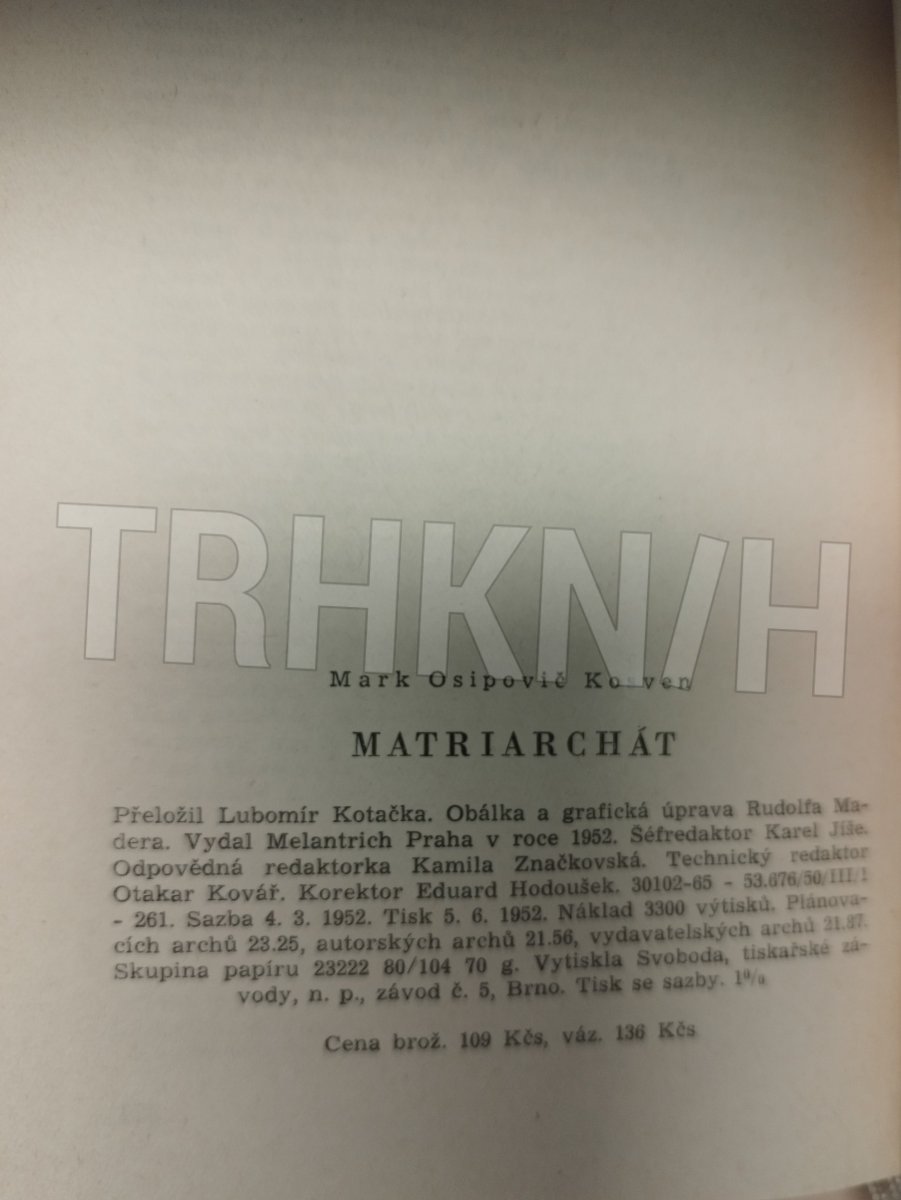 TRHKN/H
Mark Osipovič Kosven
MATRIARCHÁT
Přeložil Lubomír Kotačka. Obálka a grafická úprava Rudolfa Ma-
dera. Vydal Melantrich Praha v roce 1952. Šéfredaktor Karel Jíše.
Odpovědná redaktorka Kamila Značkovská. Technický redaktor
Otakar Kovář. Korektor Eduard Hodoušek. 30102-65 - 53.676/50/III/1
- 261. Sazba 4. 3. 1952. Tisk 5. 6. 1952. Náklad 3300 výtisků. Plánova-
cích archů 23.25, autorských archů 21.56, vydavatelských archů 21.87.
Skupina papíru 23222 80/104 70 g. Vytiskla Svoboda, tiskařské zá-
vody, n. p., závod č. 5, Brno. Tisk se sazby. 1⁰/₀
Cena brož. 109 Kčs, váz. 136 Kčs